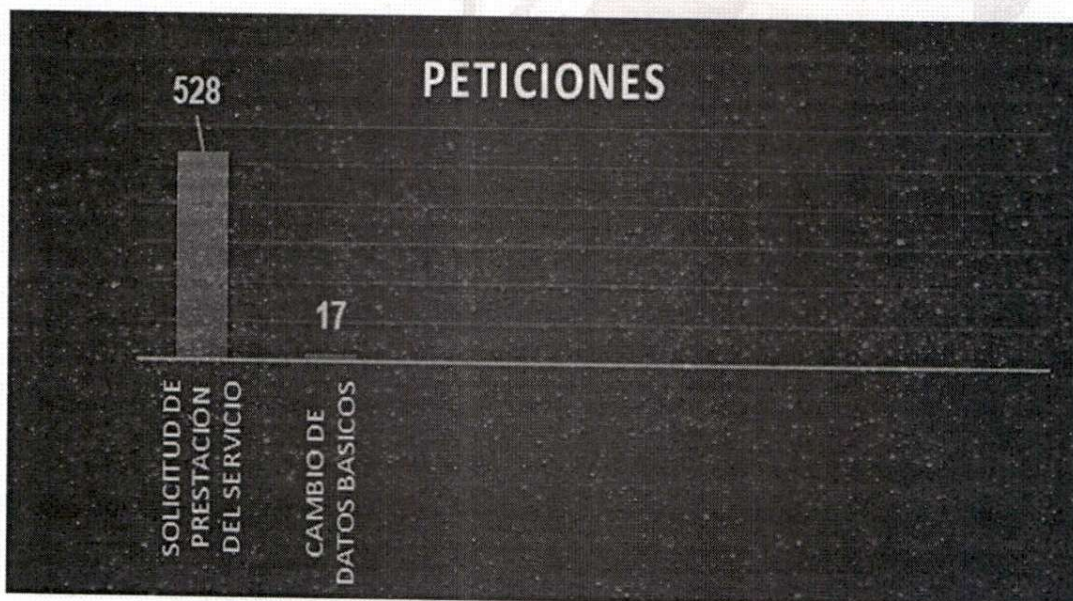 PETICIONES
528
17
SOLICITUD DE
PRESTACIÓN
DEL SERVICIO
CAMBIO DE
DATOS BASICOS